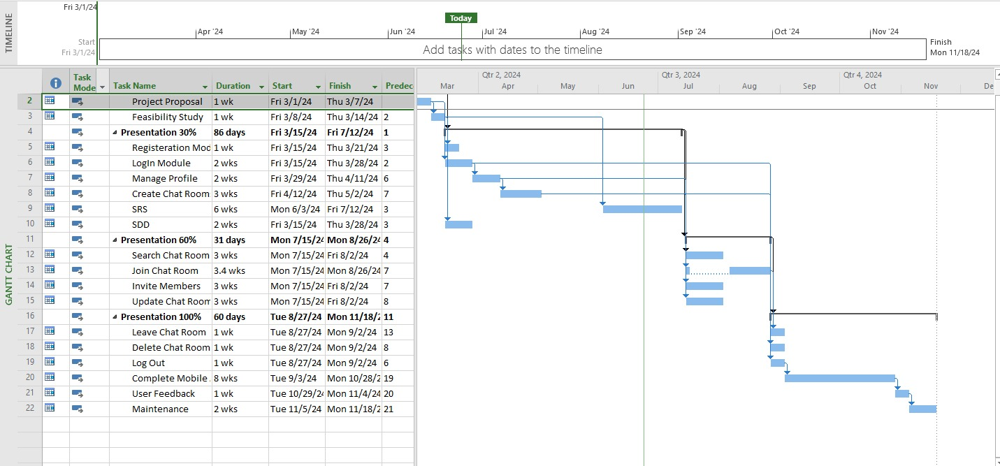 TIMELINE
Fri 3/1/24
Today
Apr '24 May '24 Jun '24 Jul '24 Aug '24 Sep '24 Oct '24 Nov '24
Start
Fri 3/1/24
Add tasks with dates to the timeline
Finish
Mon 11/18/24
GANTT CHART
Task Mode Task Name Duration Start Finish Predec
Qtr 2, 2024 Qtr 3, 2024 Qtr 4, 2024
Mar Apr May Jun Jul Aug Sep Oct Nov De
2 Project Proposal 1 wk Fri 3/1/24 Thu 3/7/24
3 Feasibility Study 1 wk Fri 3/8/24 Thu 3/14/24 2
4 Presentation 30% 86 days Fri 3/15/24 Fri 7/12/24 1
5 Registeration Mod 1 wk Fri 3/15/24 Thu 3/21/24 3
6 LogIn Module 2 wks Fri 3/15/24 Thu 3/28/24 2
7 Manage Profile 2 wks Fri 3/29/24 Thu 4/11/24 6
8 Create Chat Room 3 wks Fri 4/12/24 Thu 5/2/24 7
9 SRS 6 wks Mon 6/3/24 Fri 7/12/24 3
10 SDD 2 wks Fri 3/15/24 Thu 3/28/24 3
11 Presentation 60% 31 days Mon 7/15/24 Mon 8/26/24 4
12 Search Chat Room 3 wks Mon 7/15/24 Fri 8/2/24 4
13 Join Chat Room 3.4 wks Mon 7/15/24 Mon 8/26/24 7
14 Invite Members 3 wks Mon 7/15/24 Fri 8/2/24 7
15 Update Chat Room 3 wks Mon 7/15/24 Fri 8/2/24 8
16 Presentation 100% 60 days Tue 8/27/24 Mon 11/18/2 11
17 Leave Chat Room 1 wk Tue 8/27/24 Mon 9/2/24 13
18 Delete Chat Room 1 wk Tue 8/27/24 Mon 9/2/24 8
19 Log Out 1 wk Tue 8/27/24 Mon 9/2/24 6
20 Complete Mobile 8 wks Tue 9/3/24 Mon 10/28/2 19
21 User Feedback 1 wk Tue 10/29/24 Mon 11/4/24 20
22 Maintenance 2 wks Tue 11/5/24 Mon 11/18/2 21